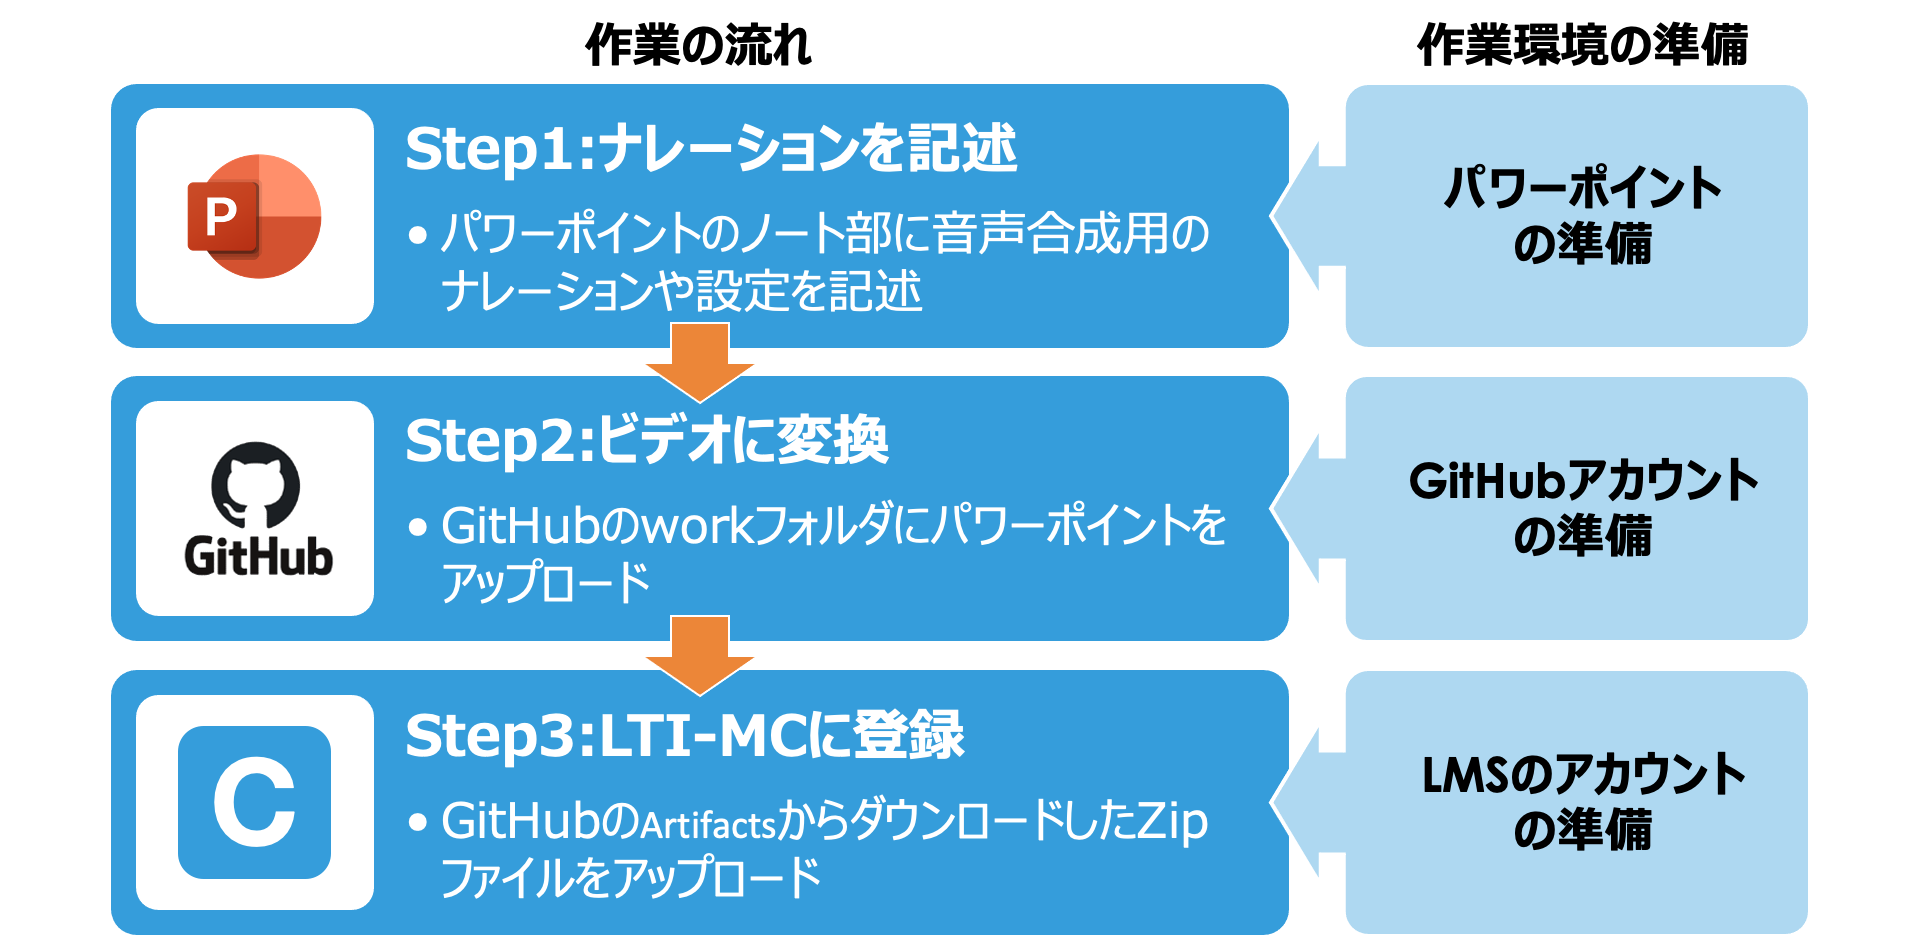 作業の流れ
作業環境の準備
P
Step1:ナレーションを記述
• パワーポイントのノート部に音声合成用の
ナレーションや設定を記述
パワーポイント
の準備
GitHub
Step2:ビデオに変換
• GitHubのworkフォルダにパワーポイントを
アップロード
GitHubアカウント
の準備
C
Step3:LTI-MCに登録
• GitHubのArtifactsからダウンロードしたZip
ファイルをアップロード
LMSのアカウント
の準備